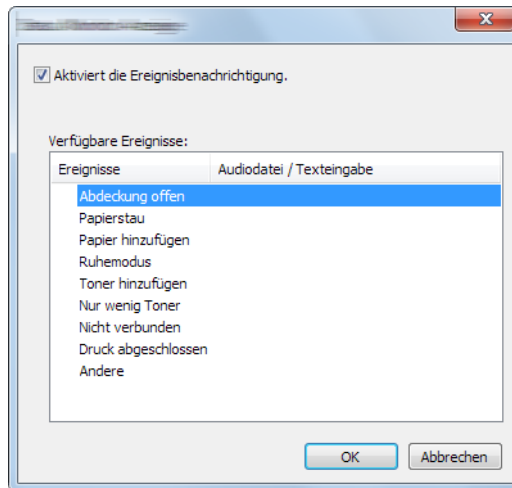 Aktiviert die Ereignisbenachrichtigung.
Verfügbare Ereignisse:
Ereignisse Audiodatei / Texteingabe
Abdeckung offen
Papierstau
Papier hinzufügen
Ruhemodus
Toner hinzufügen
Nur wenig Toner
Nicht verbunden
Druck abgeschlossen
Andere
OK Abbrechen